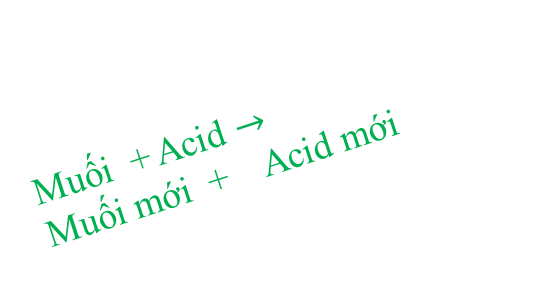 Muối + Acid →
Muối mới + Acid mới